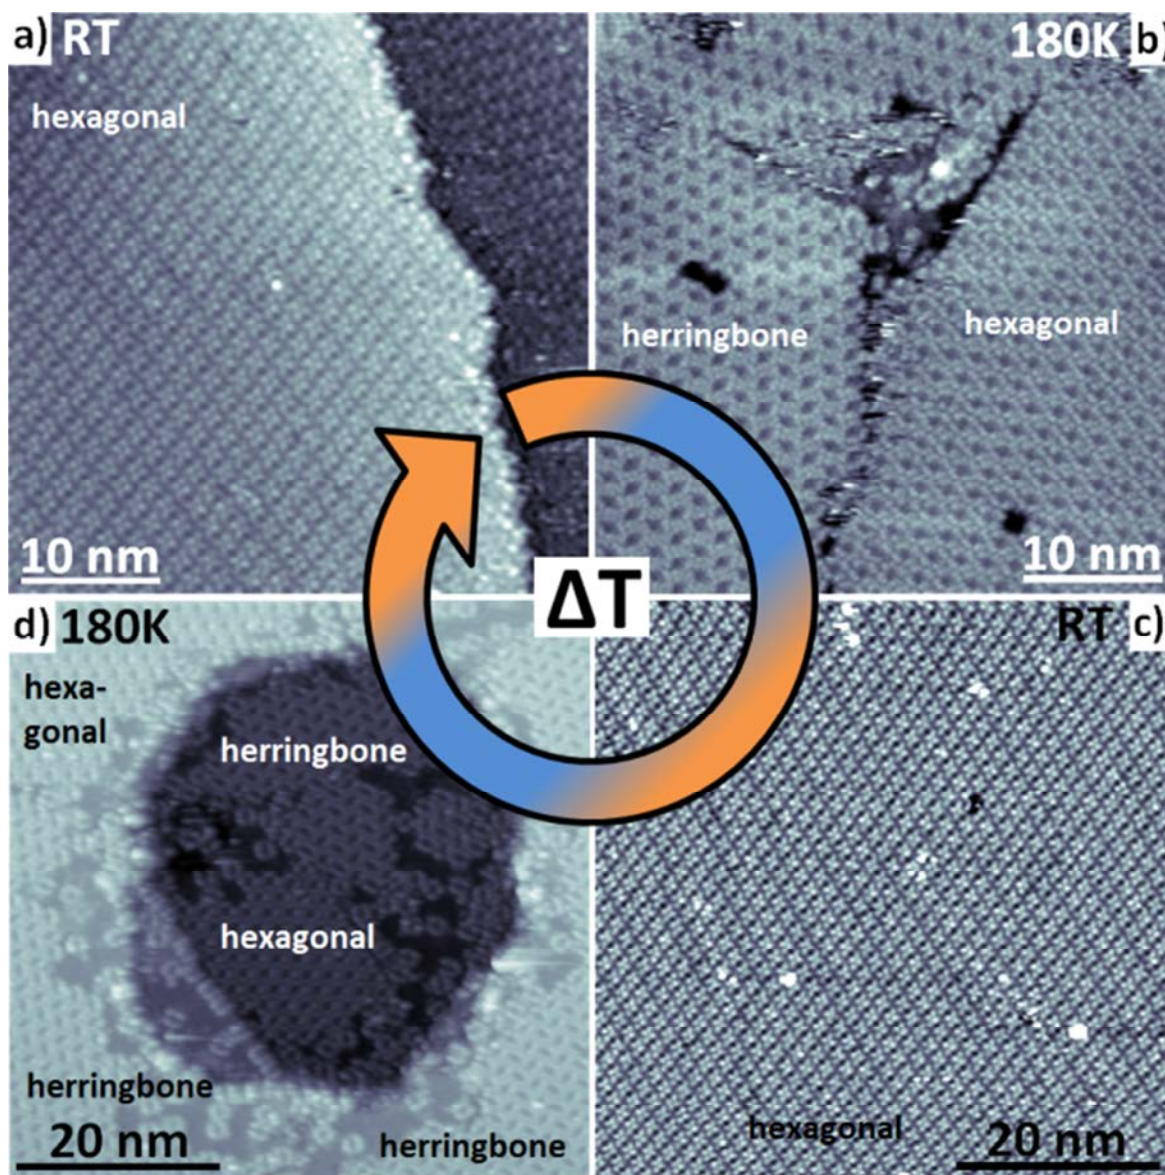 a) RT
hexagonal
10 nm
180K b)
herringbone
hexagonal
10 nm
ΔT
d) 180K
hexa-
gonal
herringbone
hexagonal
herringbone
20 nm
herringbone
RT c)
hexagonal
20 nm